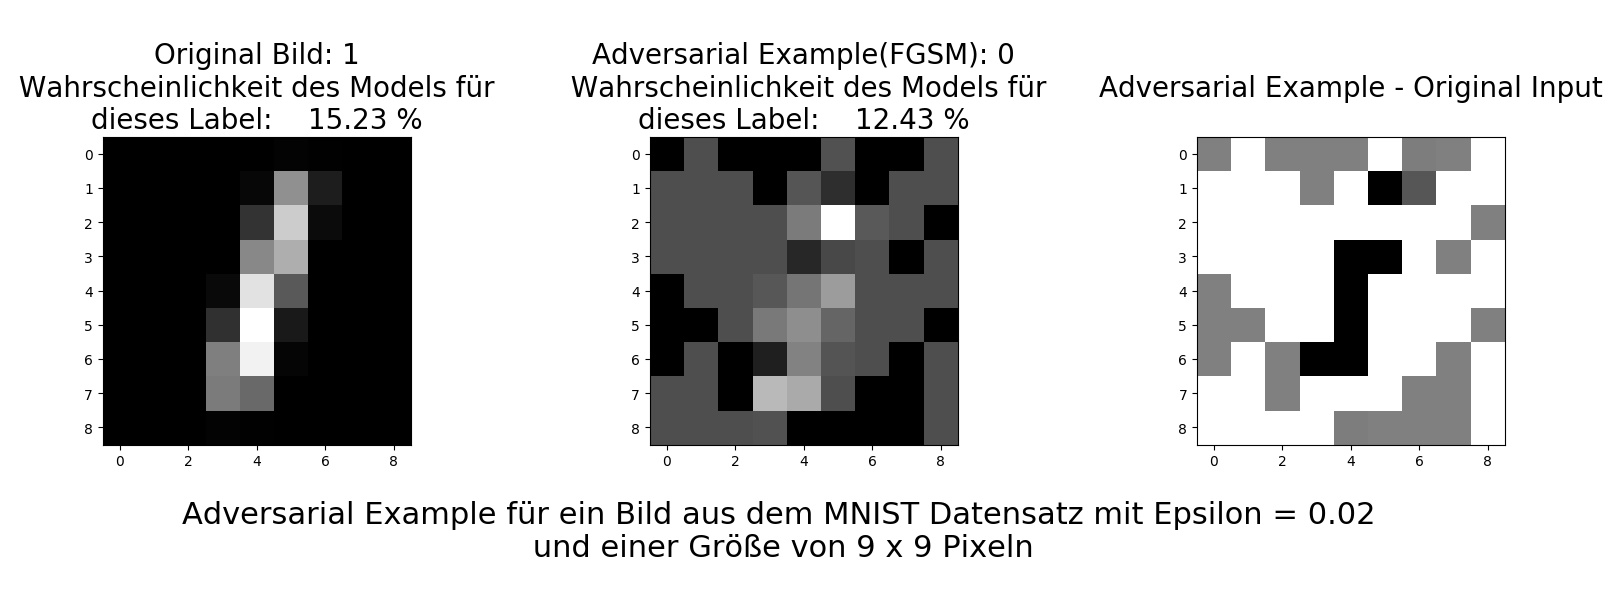 Original Bild: 1
Wahrscheinlichkeit des Models für
dieses Label: 15.23 %
0
1
2
3
4
5
6
7
8
0 2 4 6 8
Adversarial Example(FGSM): 0
Wahrscheinlichkeit des Models für
dieses Label: 12.43 %
0
1
2
3
4
5
6
7
8
0 2 4 6 8
Adversarial Example - Original Input
0
1
2
3
4
5
6
7
8
0 2 4 6 8
Adversarial Example für ein Bild aus dem MNIST Datensatz mit Epsilon = 0.02
und einer Größe von 9 x 9 Pixeln